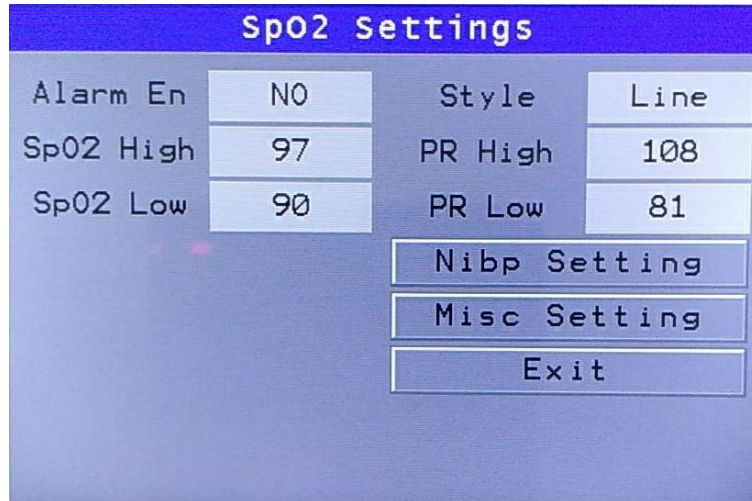 SpO2 Settings
Alarm En NO Style Line
SpO2 High 97 PR High 108
SpO2 Low 90 PR Low 81
Nibp Setting
Misc Setting
Exit